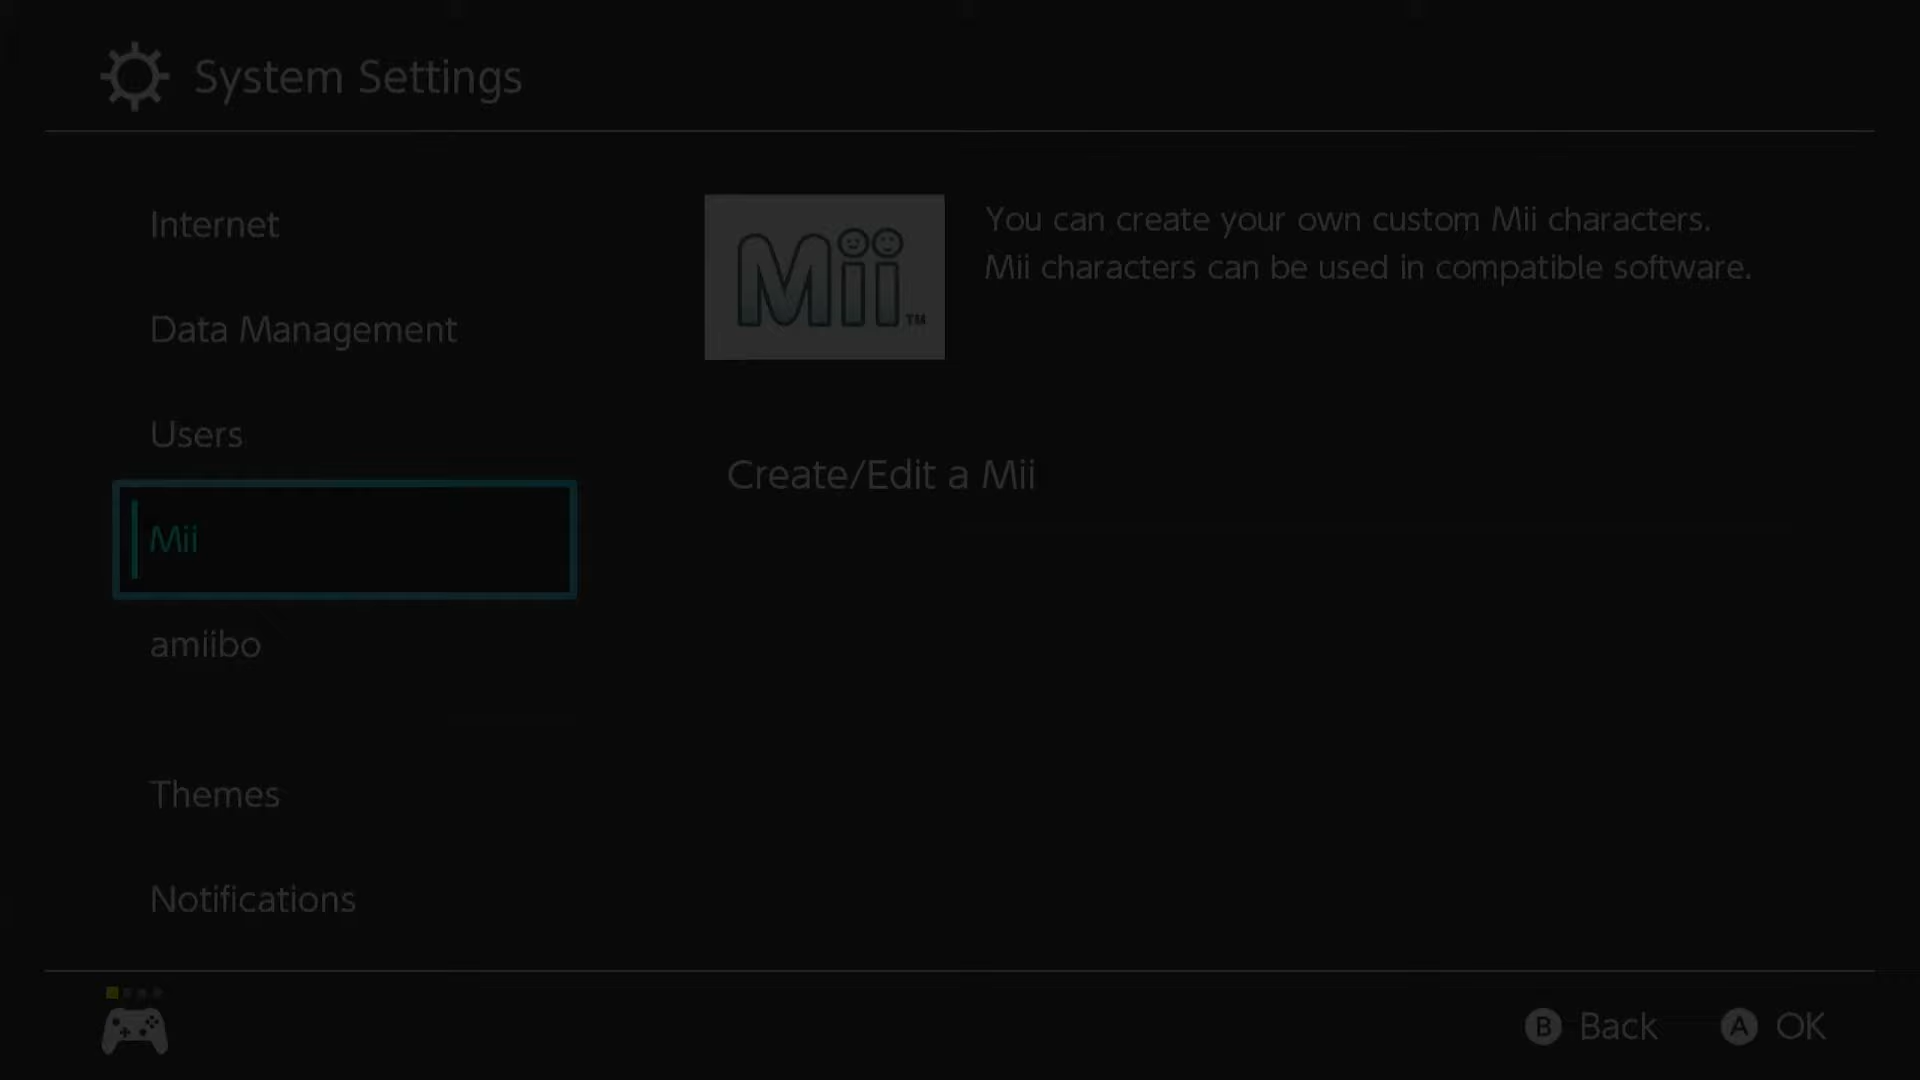 System Settings
Internet
Data Management
Users
Mii
amiibo
Themes
Notifications
Mii™
You can create your own custom Mii characters.
Mii characters can be used in compatible software.
Create/Edit a Mii
B Back
A OK